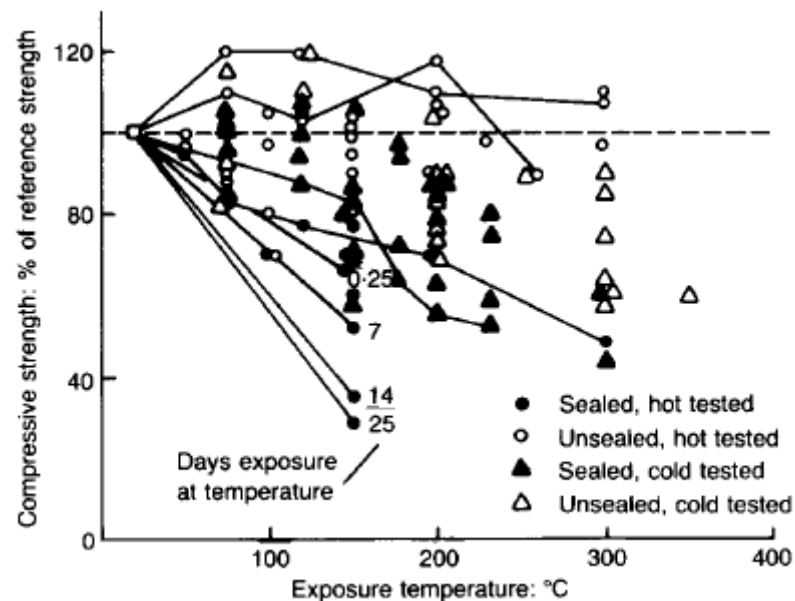 120
80
40
0
Compressive strength: % of reference strength
0·25
7
14
25
Days exposure
at temperature
Sealed, hot tested
Unsealed, hot tested
Sealed, cold tested
Unsealed, cold tested
100
200
300
400
Exposure temperature: °C